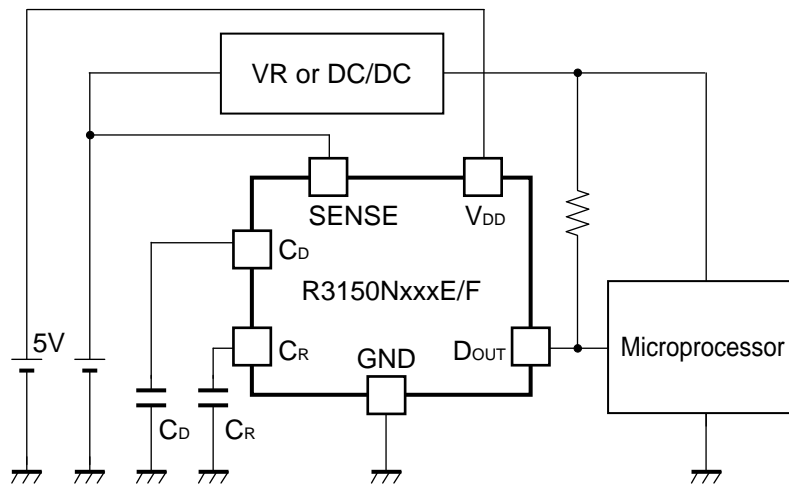 VR or DC/DC
SENSE
VDD
CD
R3150NxxxE/F
5V
CR
GND
DOUT
Microprocessor
CD
CR